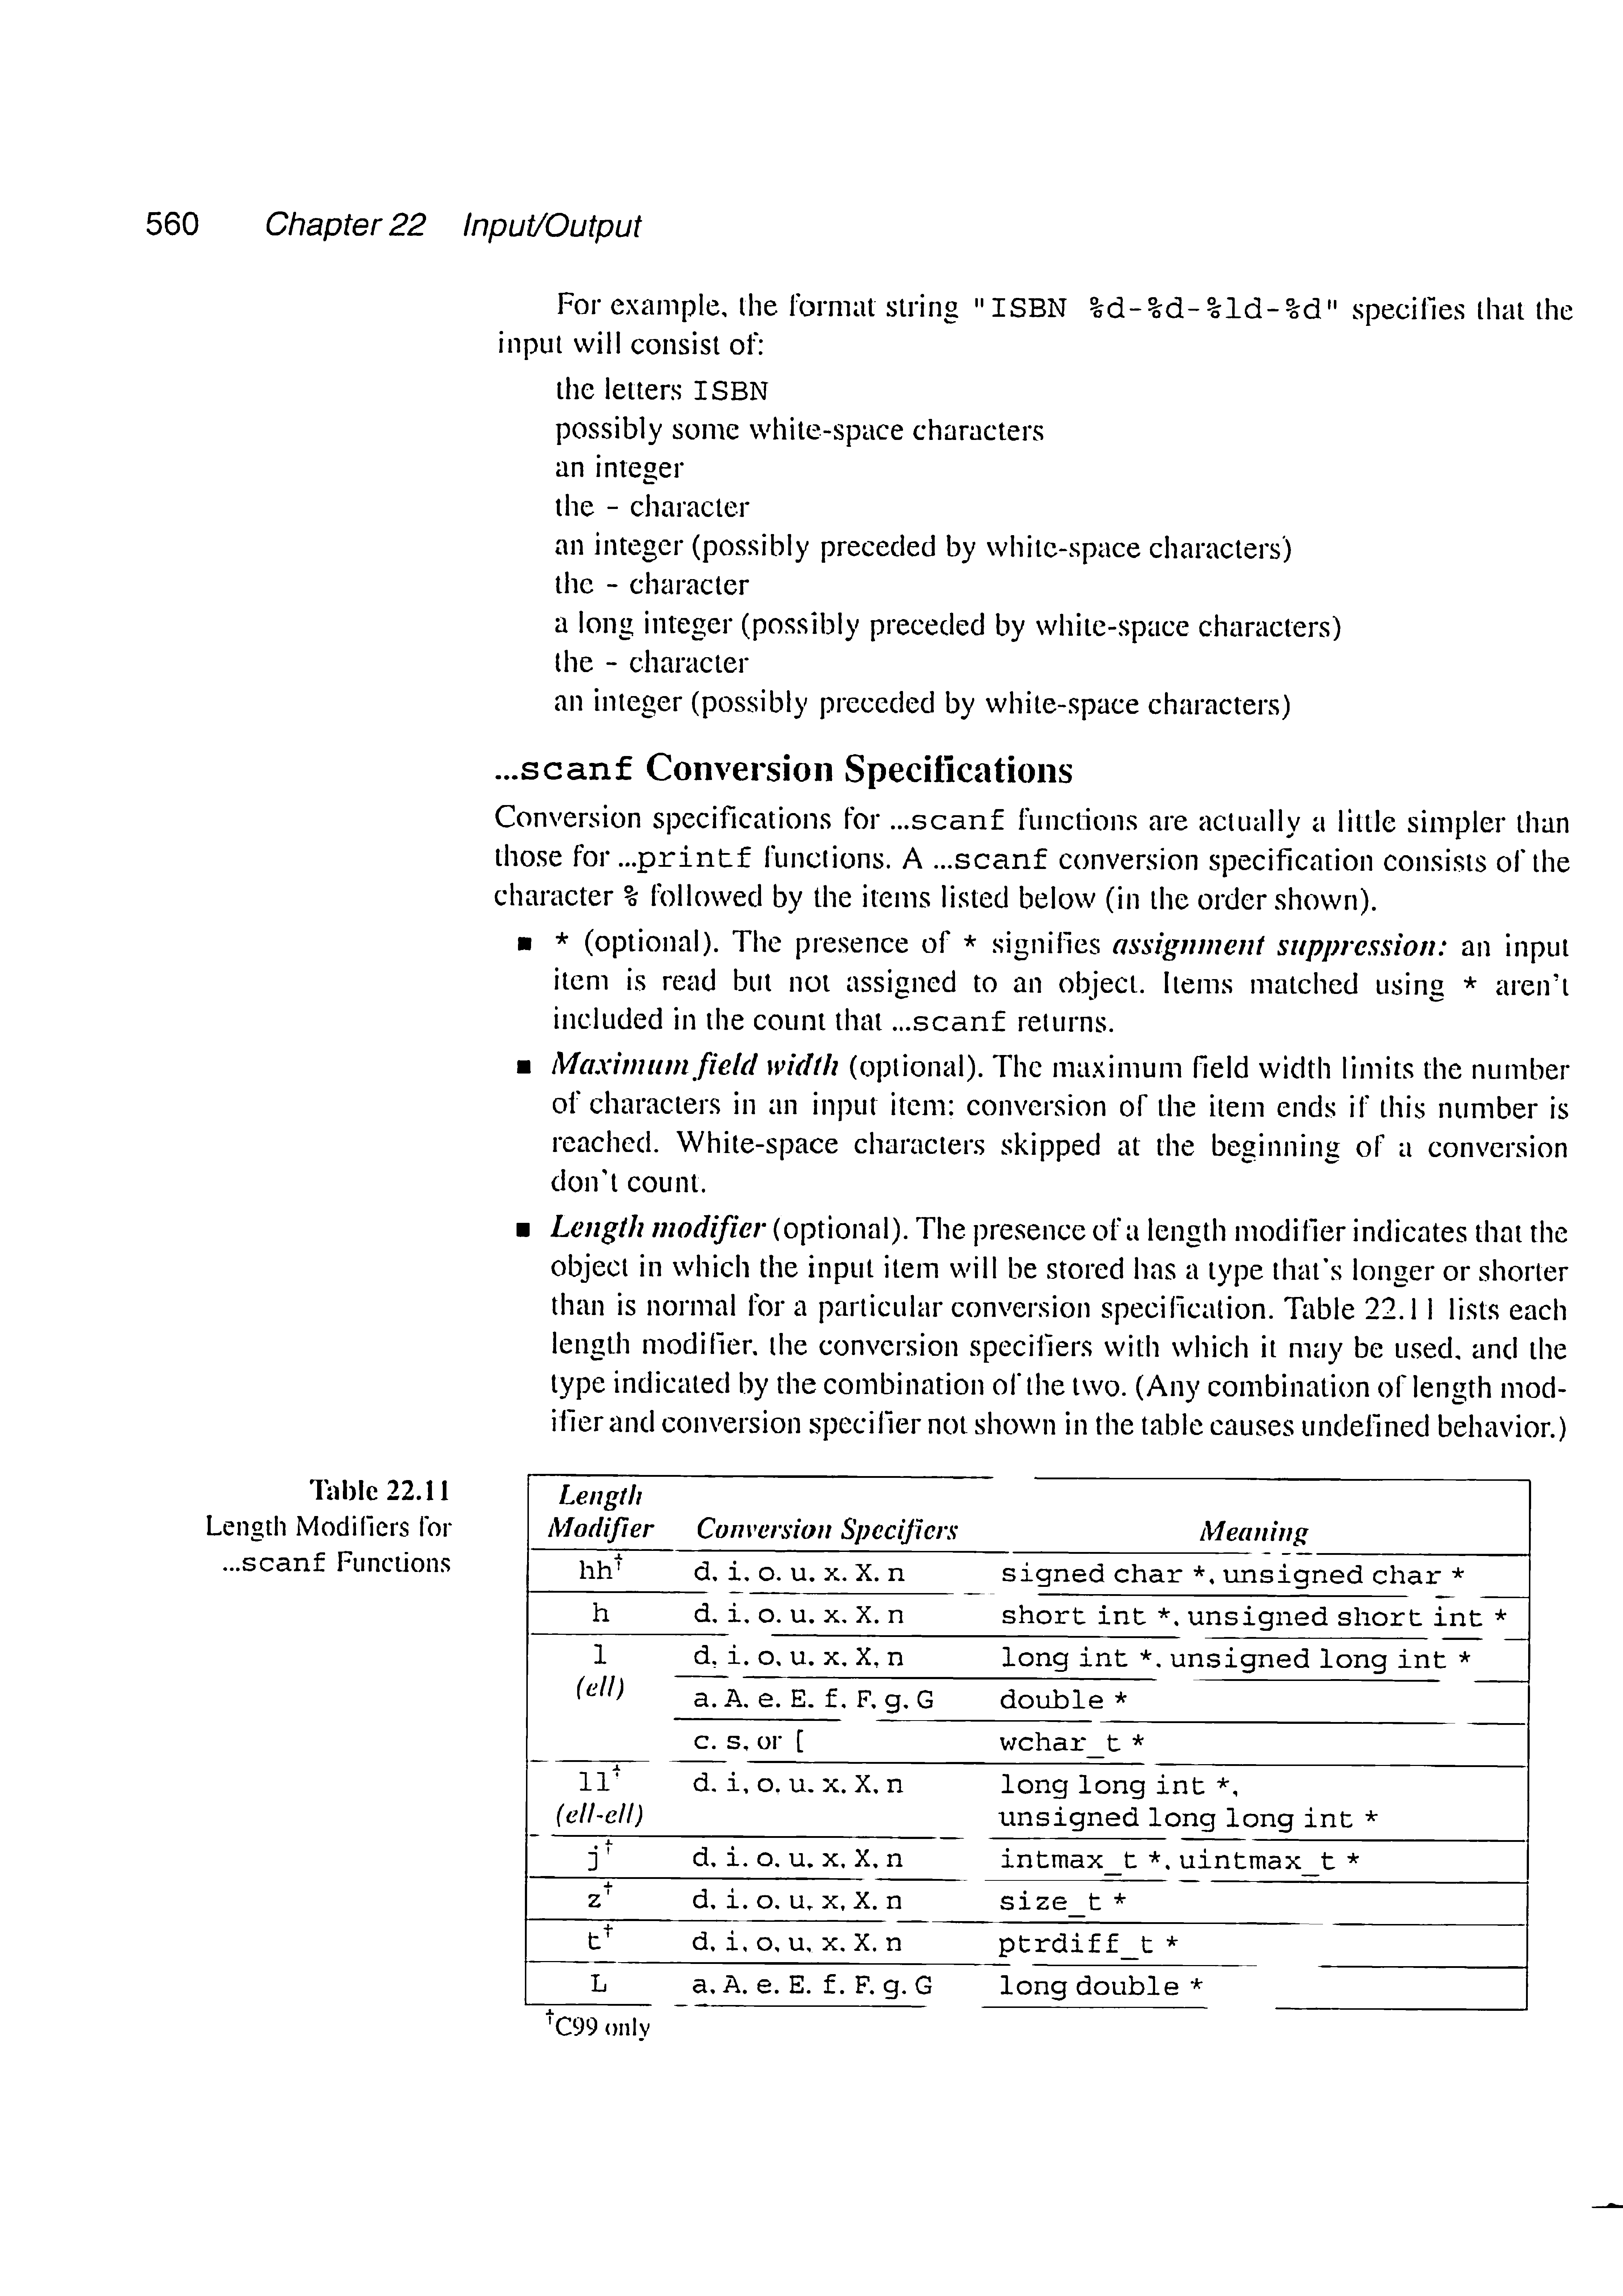 560 Chapter 22 Input/Output
For example, the format string "ISBN %d-%d-%ld-%d" specifies that the
input will consist of:
the letters ISBN
possibly some white-space characters
an integer
the - character
an integer (possibly preceded by white-space characters)
the - character
a long integer (possibly preceded by white-space characters)
the - character
an integer (possibly preceded by white-space characters)
...scanf Conversion Specifications
Conversion specifications for ...scanf functions are actually a little simpler than
those for ...printf functions. A ...scanf conversion specification consists of the
character % followed by the items listed below (in the order shown).
■ * (optional). The presence of * signifies assignment suppression: an input
item is read but not assigned to an object. Items matched using * aren't
included in the count that ...scanf returns.
■ Maximum field width (optional). The maximum field width limits the number
of characters in an input item; conversion of the item ends if this number is
reached. White-space characters skipped at the beginning of a conversion
don't count.
■ Length modifier (optional). The presence of a length modifier indicates that the
object in which the input item will be stored has a type that's longer or shorter
than is normal for a particular conversion specification. Table 22.11 lists each
length modifier, the conversion specifiers with which it may be used, and the
type indicated by the combination of the two. (Any combination of length mod-
ifier and conversion specifier not shown in the table causes undefined behavior.)
Table 22.11
Length Modifiers for
...scanf Functions
Length
Modifier Conversion Specifiers Meaning
hh† d, i, o, u, x, X, n signed char *, unsigned char *
h d, i, o, u, x, X, n short int *, unsigned short int *
l d, i, o, u, x, X, n long int *, unsigned long int *
(ell) a, A, e, E, f, F, g, G double *
c, s, or [ wchar_t *
ll† d, i, o, u, x, X, n long long int *,
(ell-ell) unsigned long long int *
j† d, i, o, u, x, X, n intmax_t *, uintmax_t *
z† d, i, o, u, x, X, n size_t *
t† d, i, o, u, x, X, n ptrdiff_t *
L a, A, e, E, f, F, g, G long double *
†C99 only